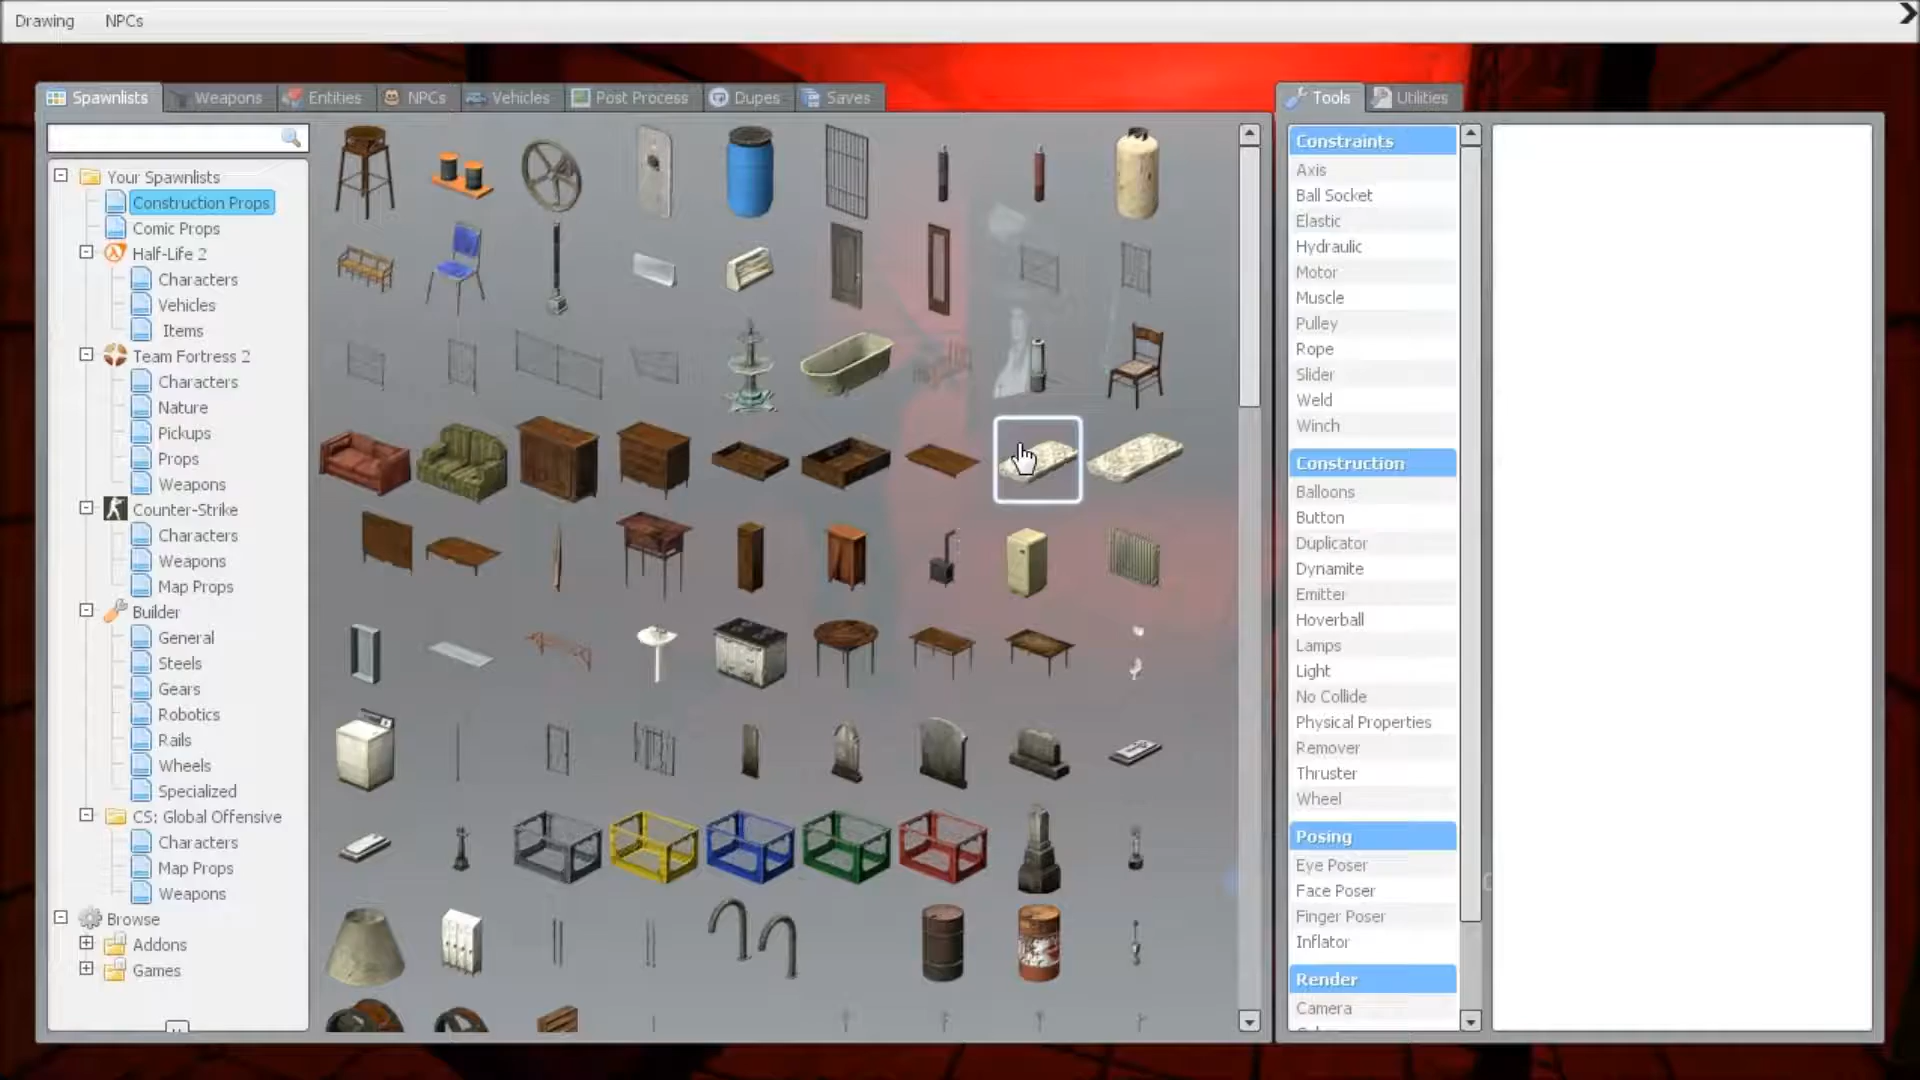 Drawing NPCs
Spawnlists Weapons Entities NPCs Vehicles Post Process Dupes Saves
Tools Utilities
Your Spawnlists
Construction Props
Comic Props
Half-Life 2
Characters
Vehicles
Items
Team Fortress 2
Characters
Nature
Pickups
Props
Weapons
Counter-Strike
Characters
Weapons
Map Props
Builder
General
Steels
Gears
Robotics
Rails
Wheels
Specialized
CS: Global Offensive
Characters
Map Props
Weapons
Browse
Addons
Games
Constraints
Axis
Ball Socket
Elastic
Hydraulic
Motor
Muscle
Pulley
Rope
Slider
Weld
Winch
Construction
Balloons
Button
Duplicator
Dynamite
Emitter
Hoverball
Lamps
Light
No Collide
Physical Properties
Remover
Thruster
Wheel
Posing
Eye Poser
Face Poser
Finger Poser
Inflator
Render
Camera